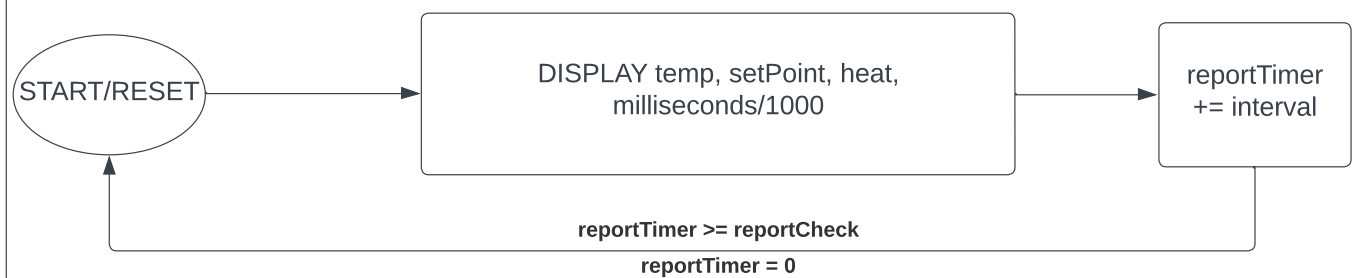 START/RESET
DISPLAY temp, setPoint, heat,
milliseconds/1000
reportTimer
+= interval
reportTimer >= reportCheck
reportTimer = 0